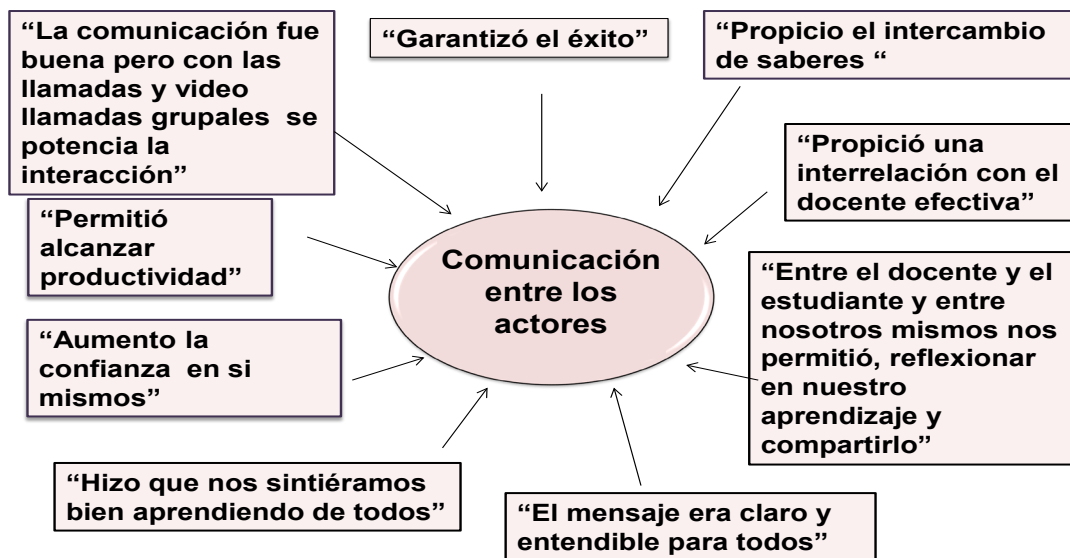 “La comunicación fue
buena pero con las
llamadas y video
llamadas grupales se
potencia la
interacción”
“Garantizó el éxito”
“Propicio el intercambio
de saberes “
“Propició una
interrelación con el
docente efectiva”
“Permitió
alcanzar
productividad”
Comunicación
entre los
actores
“Entre el docente y el
estudiante y entre
nosotros mismos nos
permitió, reflexionar
en nuestro
aprendizaje y
compartirlo”
“Aumento la
confianza en si
mismos”
“Hizo que nos sintiéramos
bien aprendiendo de todos”
“El mensaje era claro y
entendible para todos”